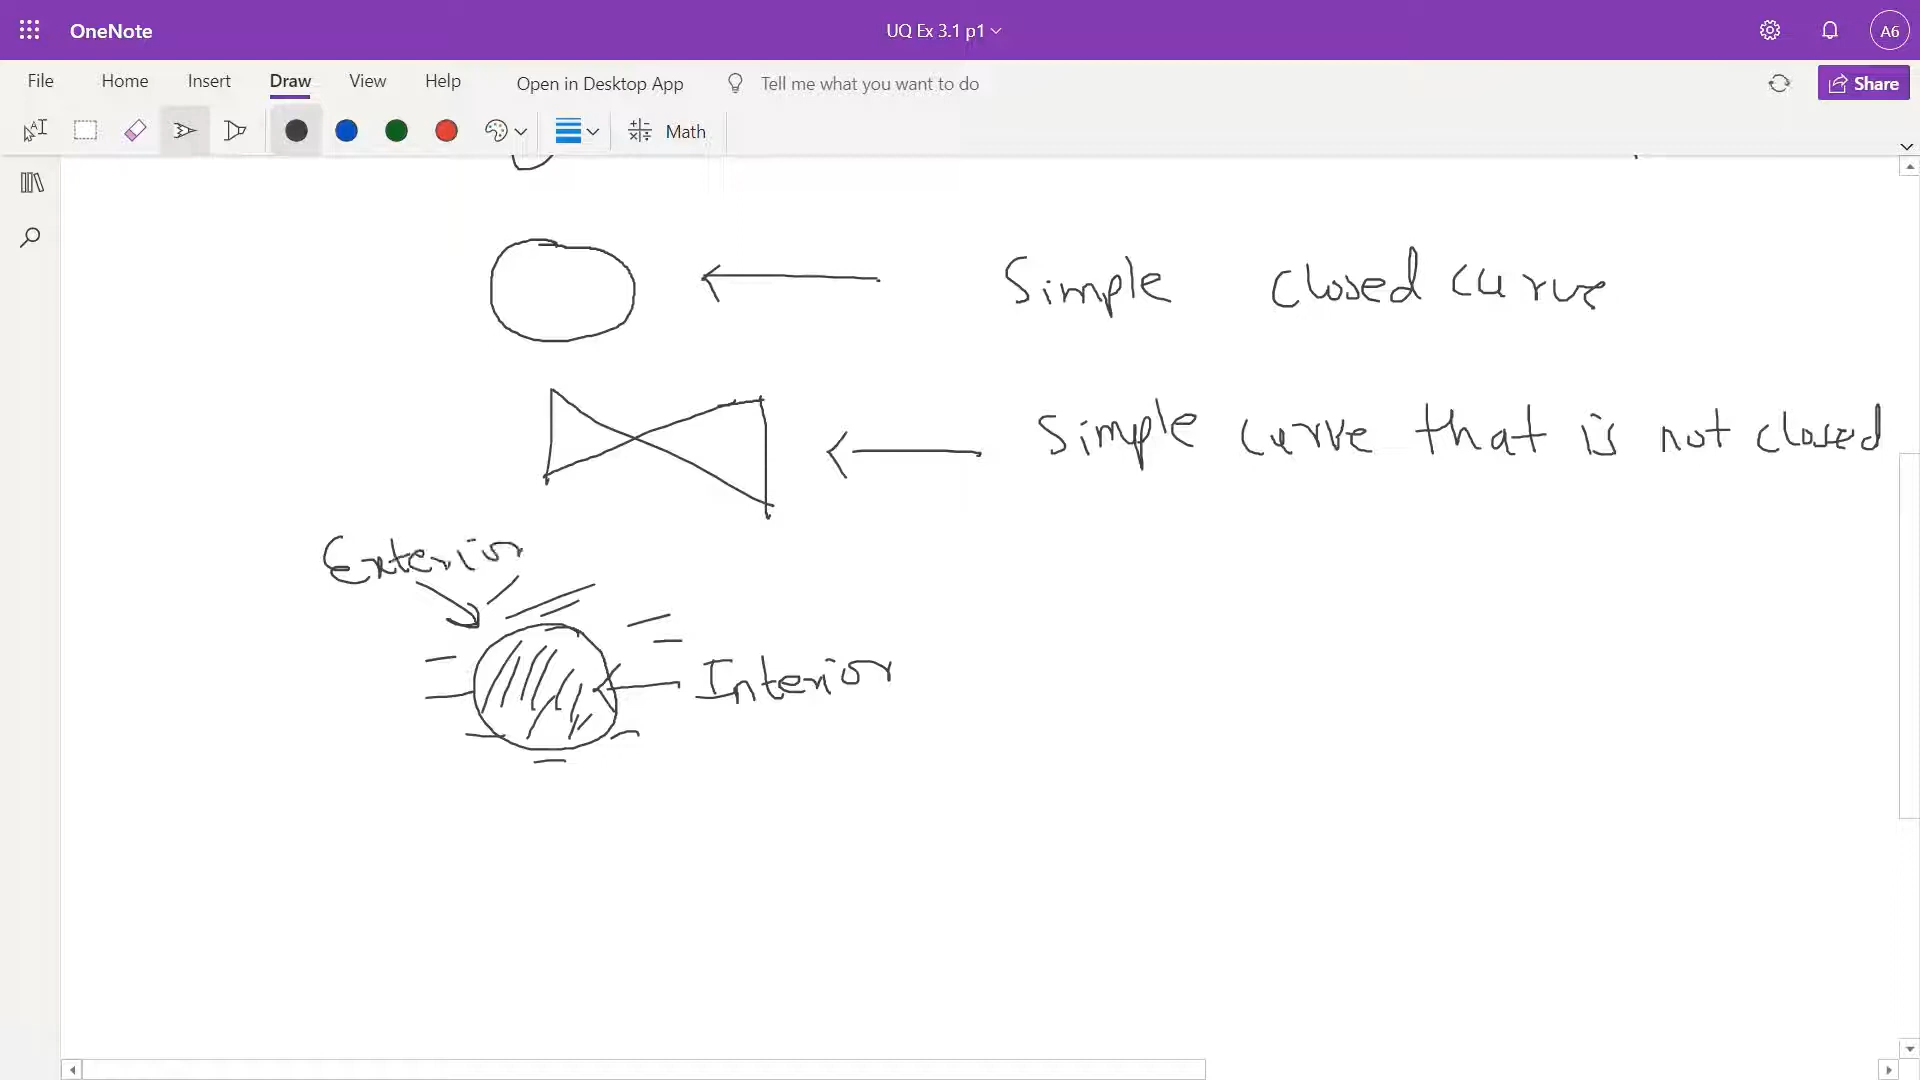 OneNote
UQ Ex 3.1 p1
A6
File Home Insert Draw View Help Open in Desktop App Tell me what you want to do
Share
Math
Simple closed curve
Simple curve that is not closed
Exterior
Interior